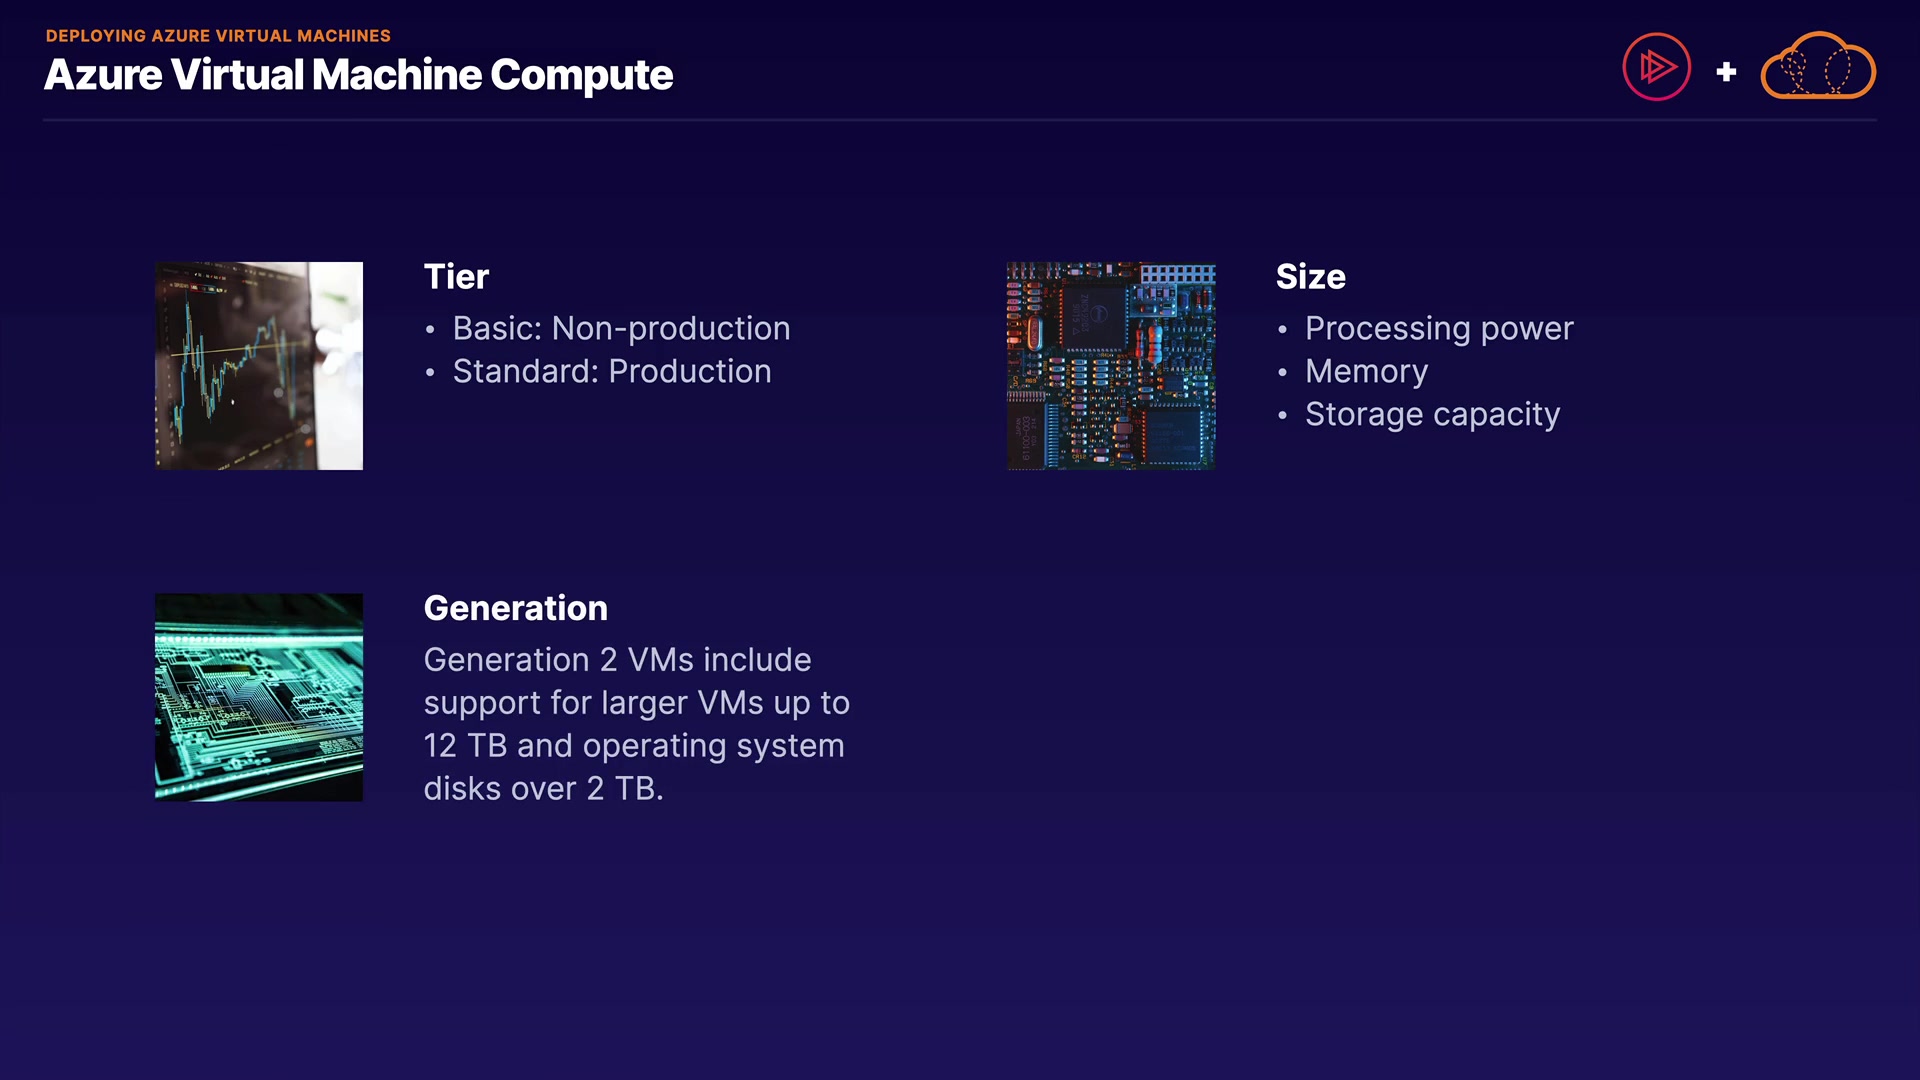 DEPLOYING AZURE VIRTUAL MACHINES
Azure Virtual Machine Compute
Tier
• Basic: Non-production
• Standard: Production
Size
• Processing power
• Memory
• Storage capacity
Generation
Generation 2 VMs include
support for larger VMs up to
12 TB and operating system
disks over 2 TB.